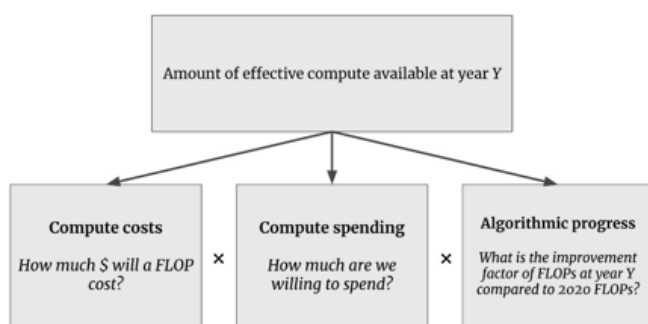 Amount of effective compute available at year Y
Compute costs
How much $ will a FLOP
cost?
×
Compute spending
How much are we
willing to spend?
×
Algorithmic progress
What is the improvement
factor of FLOPs at year Y
compared to 2020 FLOPs?